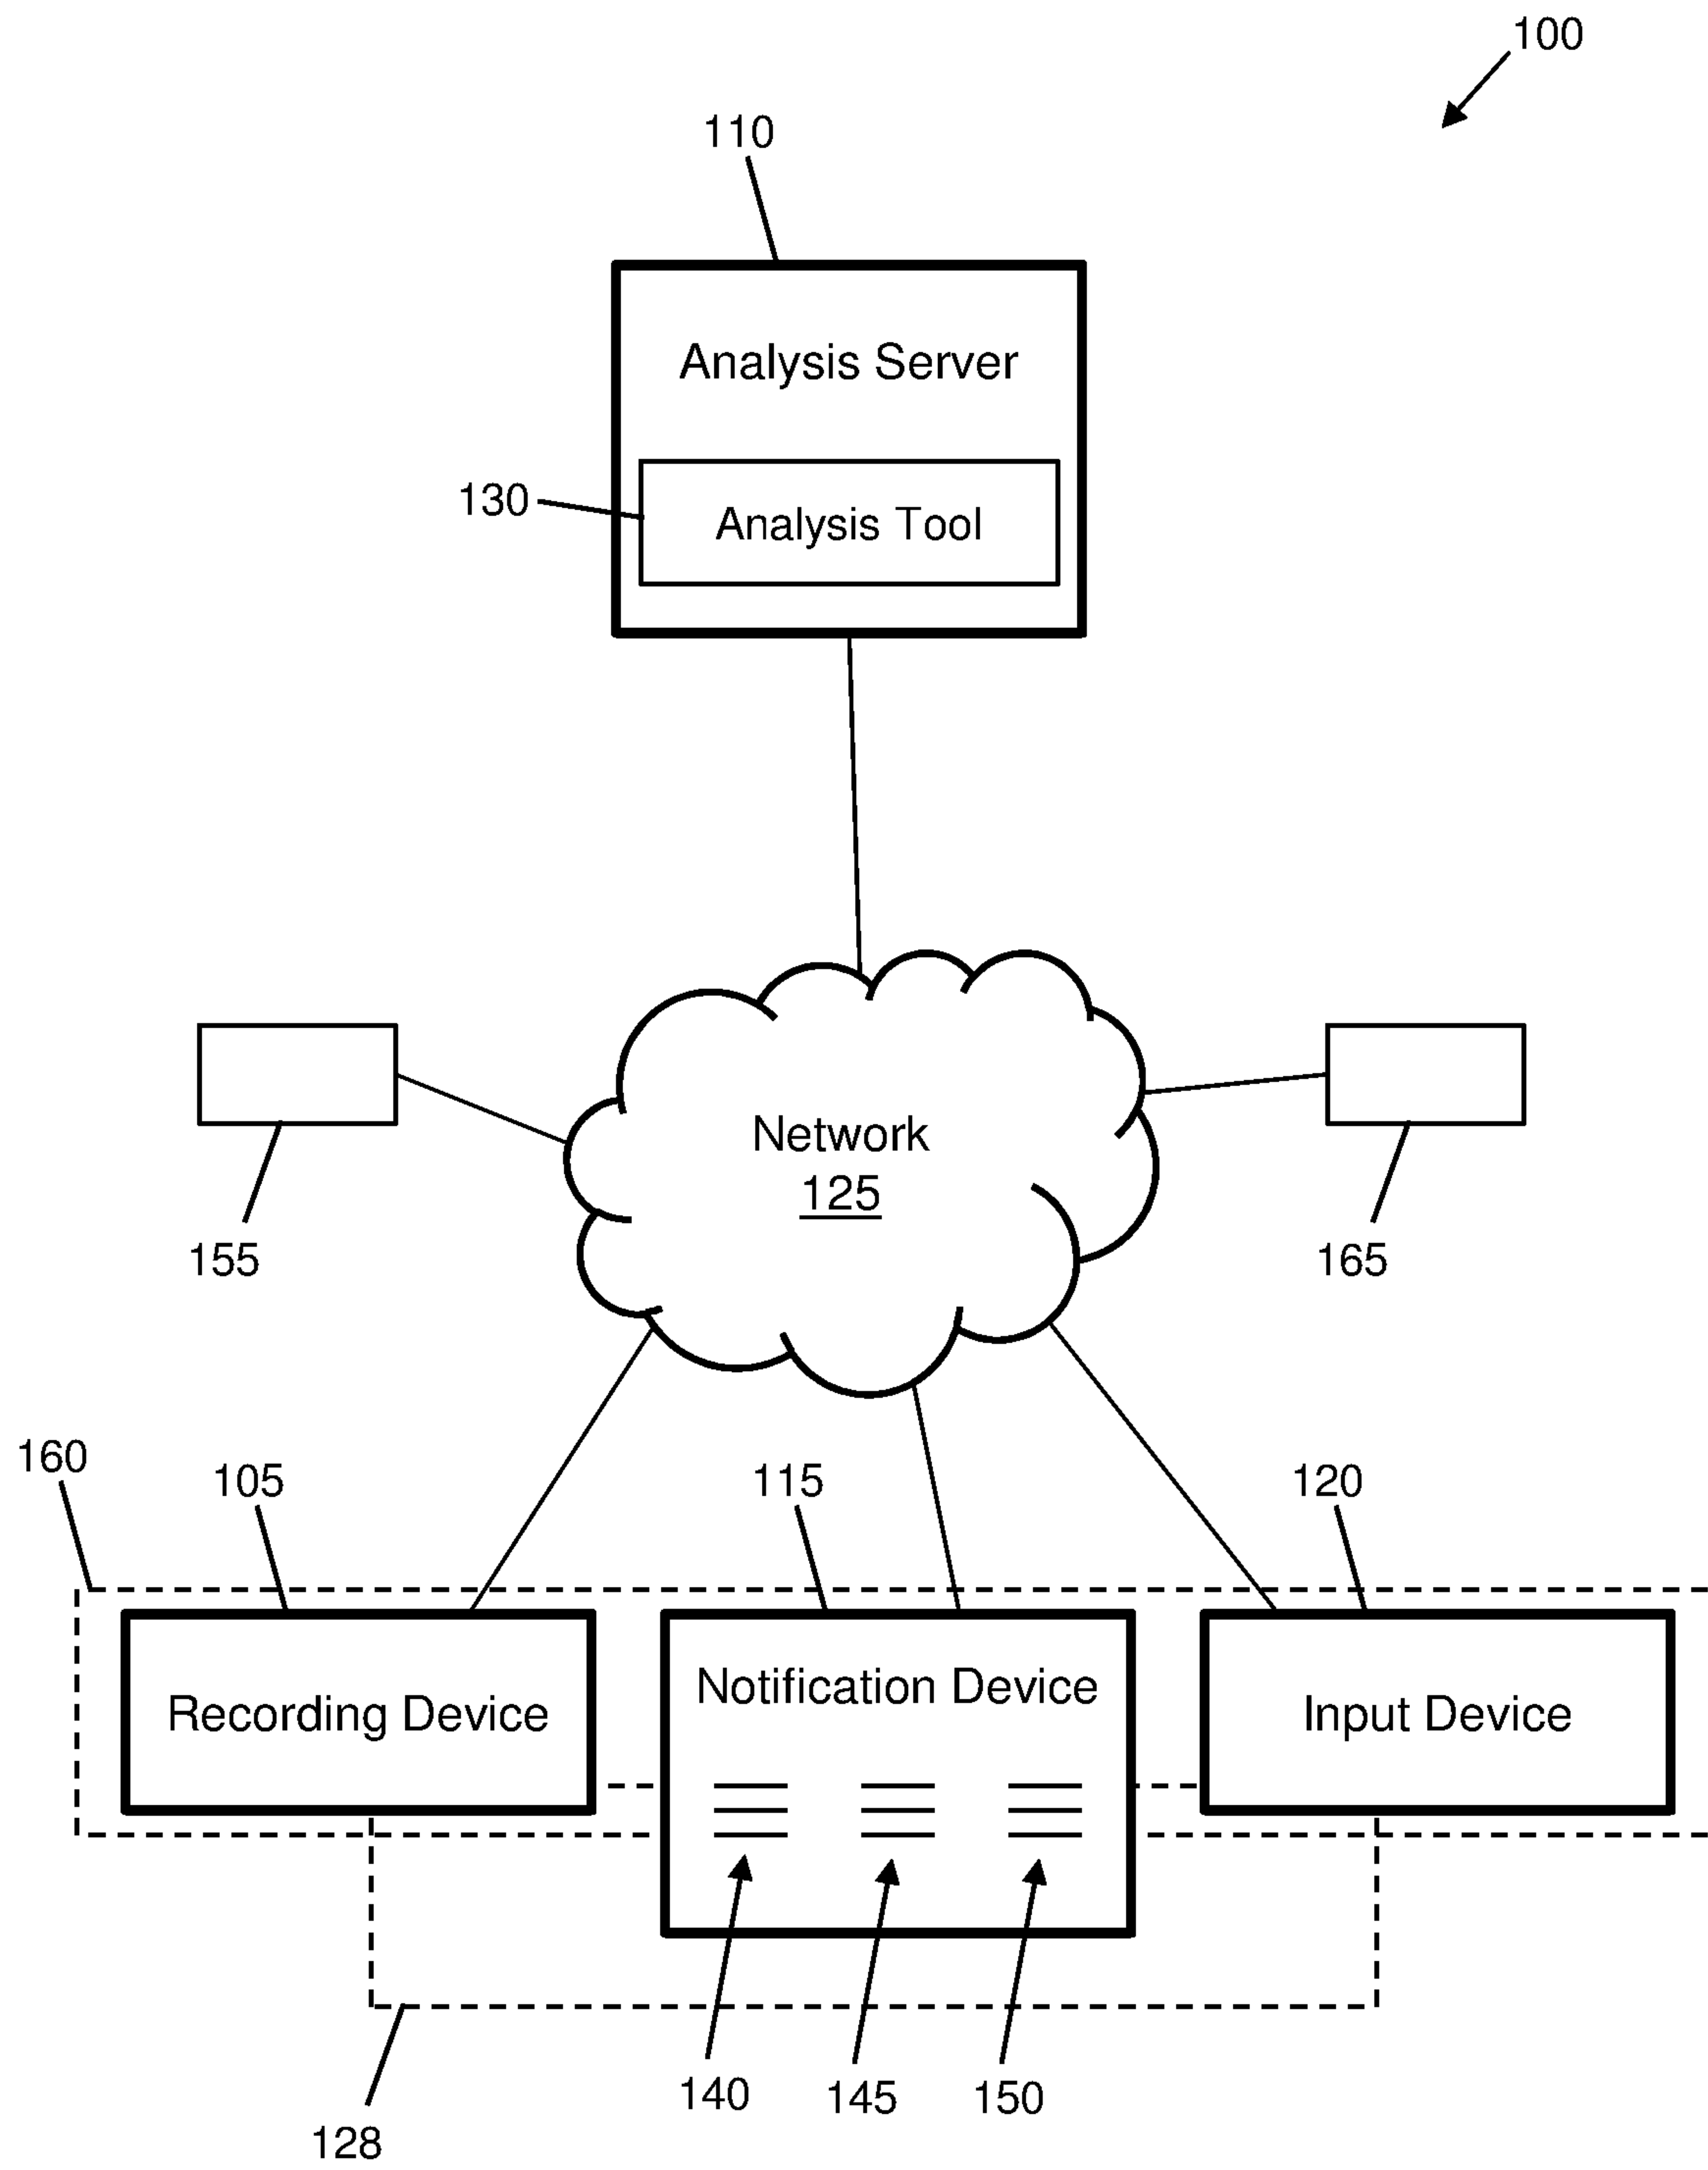 100
110
Analysis Server
130
Analysis Tool
Network
125
155
165
160
105
115
120
Recording Device
Notification Device
Input Device
140
145
150
128